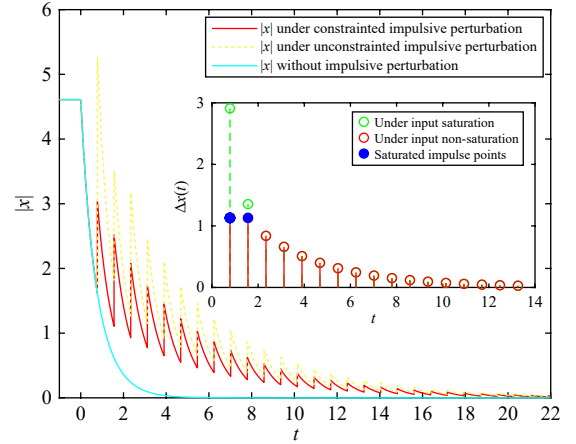 |x| under constrainted impulsive perturbation
|x| under unconstrainted impulsive perturbation
|x| without impulsive perturbation
6
5
4
3
2
1
0
|x|
0 2 4 6 8 10 12 14 16 18 20 22
t
3
2
1
0
Δx(t)
Under input saturation
Under input non-saturation
Saturated impulse points
0 2 4 6 8 10 12 14
t